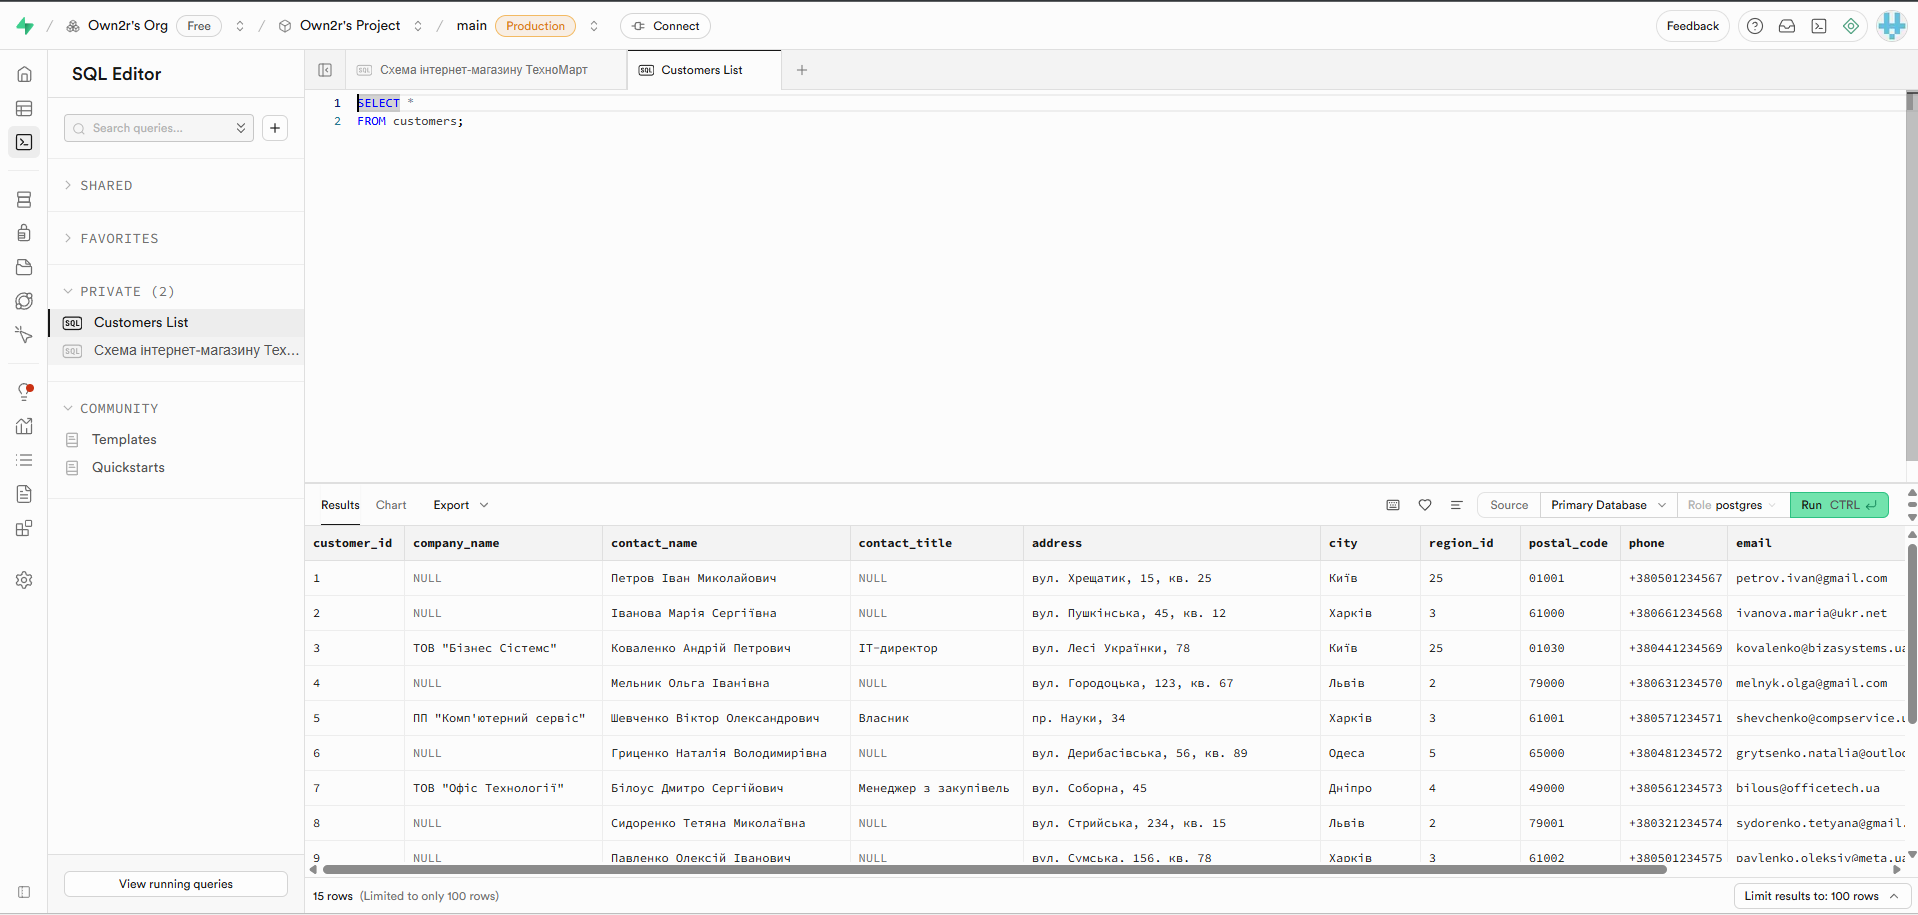 Own2r's Org Free Own2r's Project main Production Connect Feedback
SQL Editor
Search queries...
SHARED
FAVORITES
PRIVATE (2)
SQL Customers List
SQL Схема інтернет-магазину Тех...
COMMUNITY
Templates
Quickstarts
View running queries
SQL Схема інтернет-магазину ТехноМарт SQL Customers List
1 SELECT *
2 FROM customers;
Results Chart Export Source Primary Database Role postgres Run CTRL
customer_id company_name contact_name contact_title address city region_id postal_code phone email
1 NULL Петров Іван Миколайович NULL вул. Хрещатик, 15, кв. 25 Київ 25 01001 +380501234567 petrov.ivan@gmail.com
2 NULL Іванова Марія Сергіївна NULL вул. Пушкінська, 45, кв. 12 Харків 3 61000 +380661234568 ivanova.maria@ukr.net
3 ТОВ "Бізнес Сістемс" Коваленко Андрій Петрович ІТ-директор вул. Лесі Українки, 78 Київ 25 01030 +380441234569 kovalenko@bizasystems.ua
4 NULL Мельник Ольга Іванівна NULL вул. Городоцька, 123, кв. 67 Львів 2 79000 +380631234570 melnyk.olga@gmail.com
5 ПП "Комп'ютерний сервіс" Шевченко Віктор Олександрович Власник пр. Науки, 34 Харків 3 61001 +380571234571 shevchenko@compservice.u
6 NULL Гриценко Наталія Володимирівна NULL вул. Дерибасівська, 56, кв. 89 Одеса 5 65000 +380481234572 grytsenko.natalia@outloo
7 ТОВ "Офіс Технології" Білоус Дмитро Сергійович Менеджер з закупівель вул. Соборна, 45 Дніпро 4 49000 +380561234573 bilous@officetech.ua
8 NULL Сидоренко Тетяна Миколаївна NULL вул. Стрийська, 234, кв. 15 Львів 2 79001 +380321234574 sydorenko.tetyana@gmail.
9 NULL Павленко Олексій Іванович NULL вул. Сумська, 156, кв. 78 Харків 3 61002 +380501234575 pavlenko.oleksiy@meta.ua
15 rows (Limited to only 100 rows) Limit results to: 100 rows